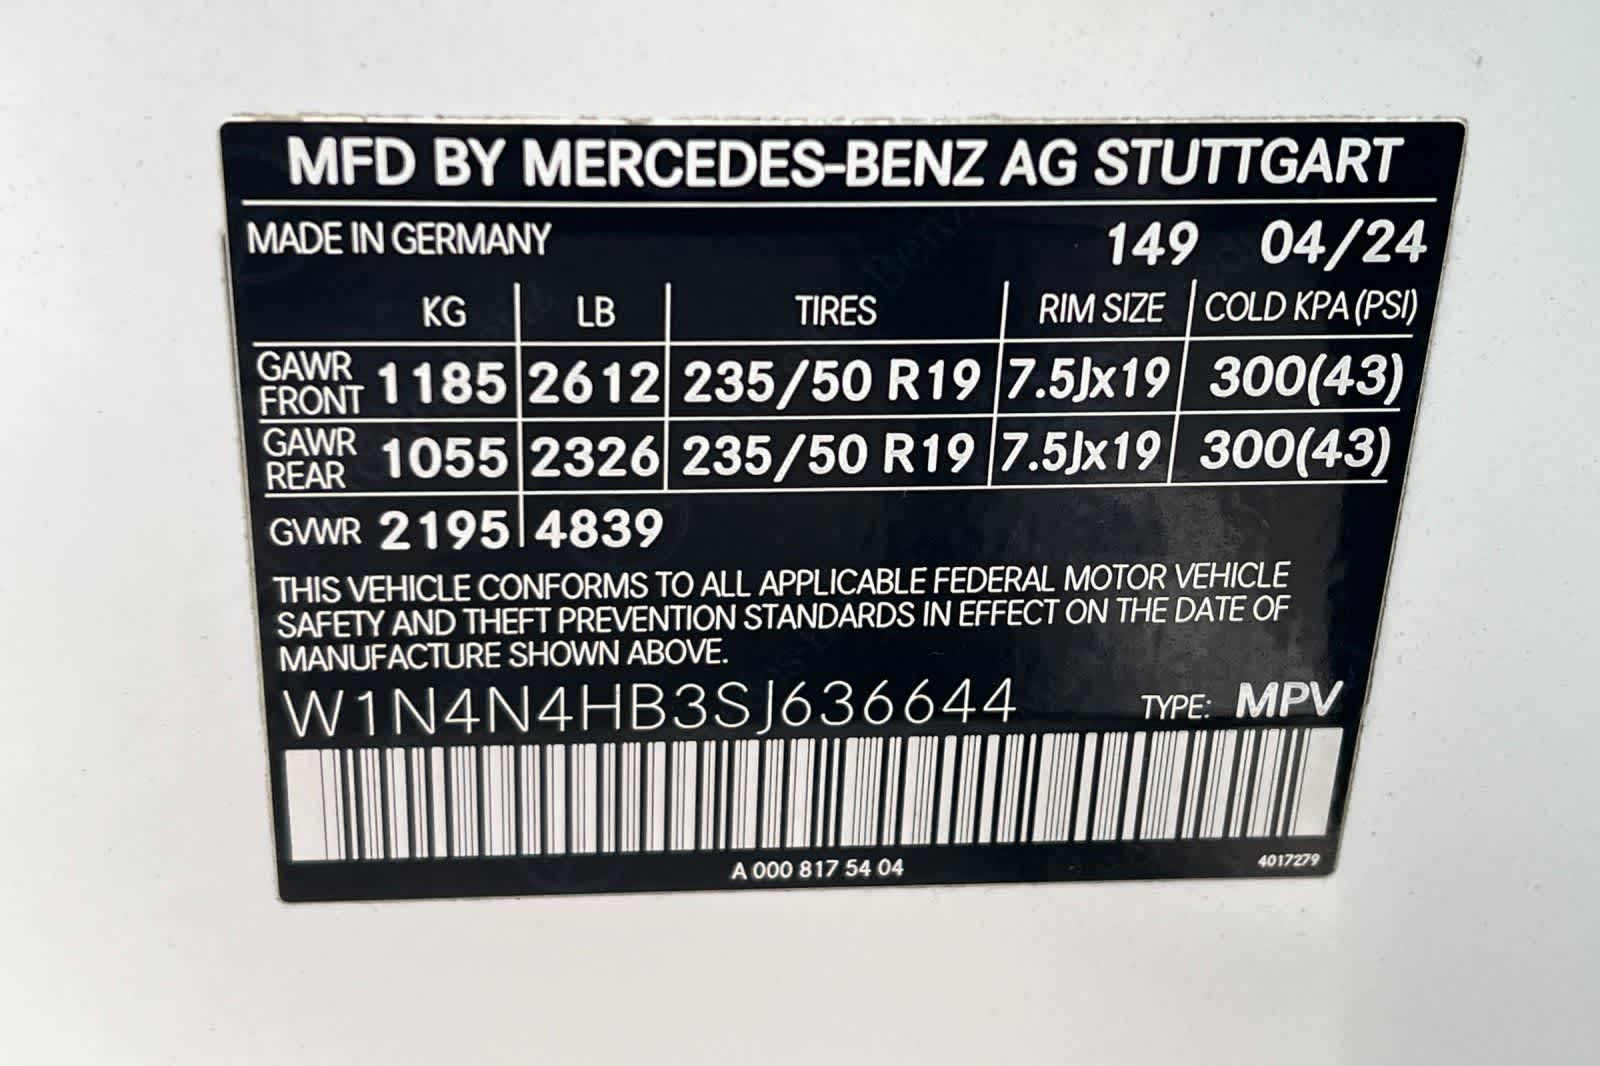 MFD BY MERCEDES-BENZ AG STUTTGART
MADE IN GERMANY 149 04/24
KG LB TIRES RIM SIZE COLD KPA (PSI)
GAWR FRONT 1185 2612 235/50 R19 7.5Jx19 300(43)
GAWR REAR 1055 2326 235/50 R19 7.5Jx19 300(43)
GVWR 2195 4839
THIS VEHICLE CONFORMS TO ALL APPLICABLE FEDERAL MOTOR VEHICLE
SAFETY AND THEFT PREVENTION STANDARDS IN EFFECT ON THE DATE OF
MANUFACTURE SHOWN ABOVE.
W1N4N4HB3SJ636644 TYPE: MPV
A 000 817 54 04 4017279